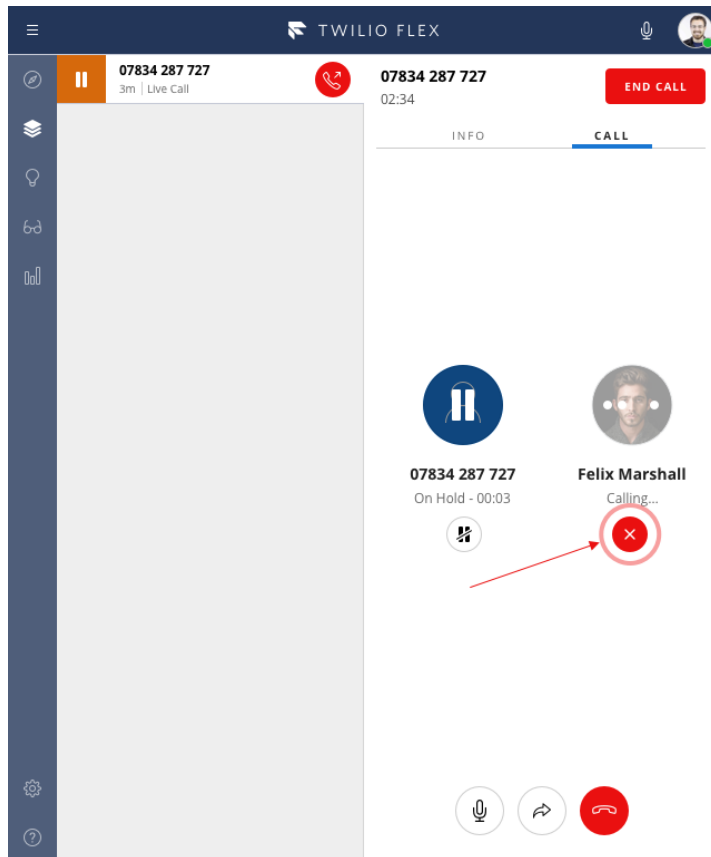 TWILIO FLEX
07834 287 727
3m | Live Call
07834 287 727
02:34
END CALL
INFO
CALL
07834 287 727
On Hold - 00:03
Felix Marshall
Calling...
?